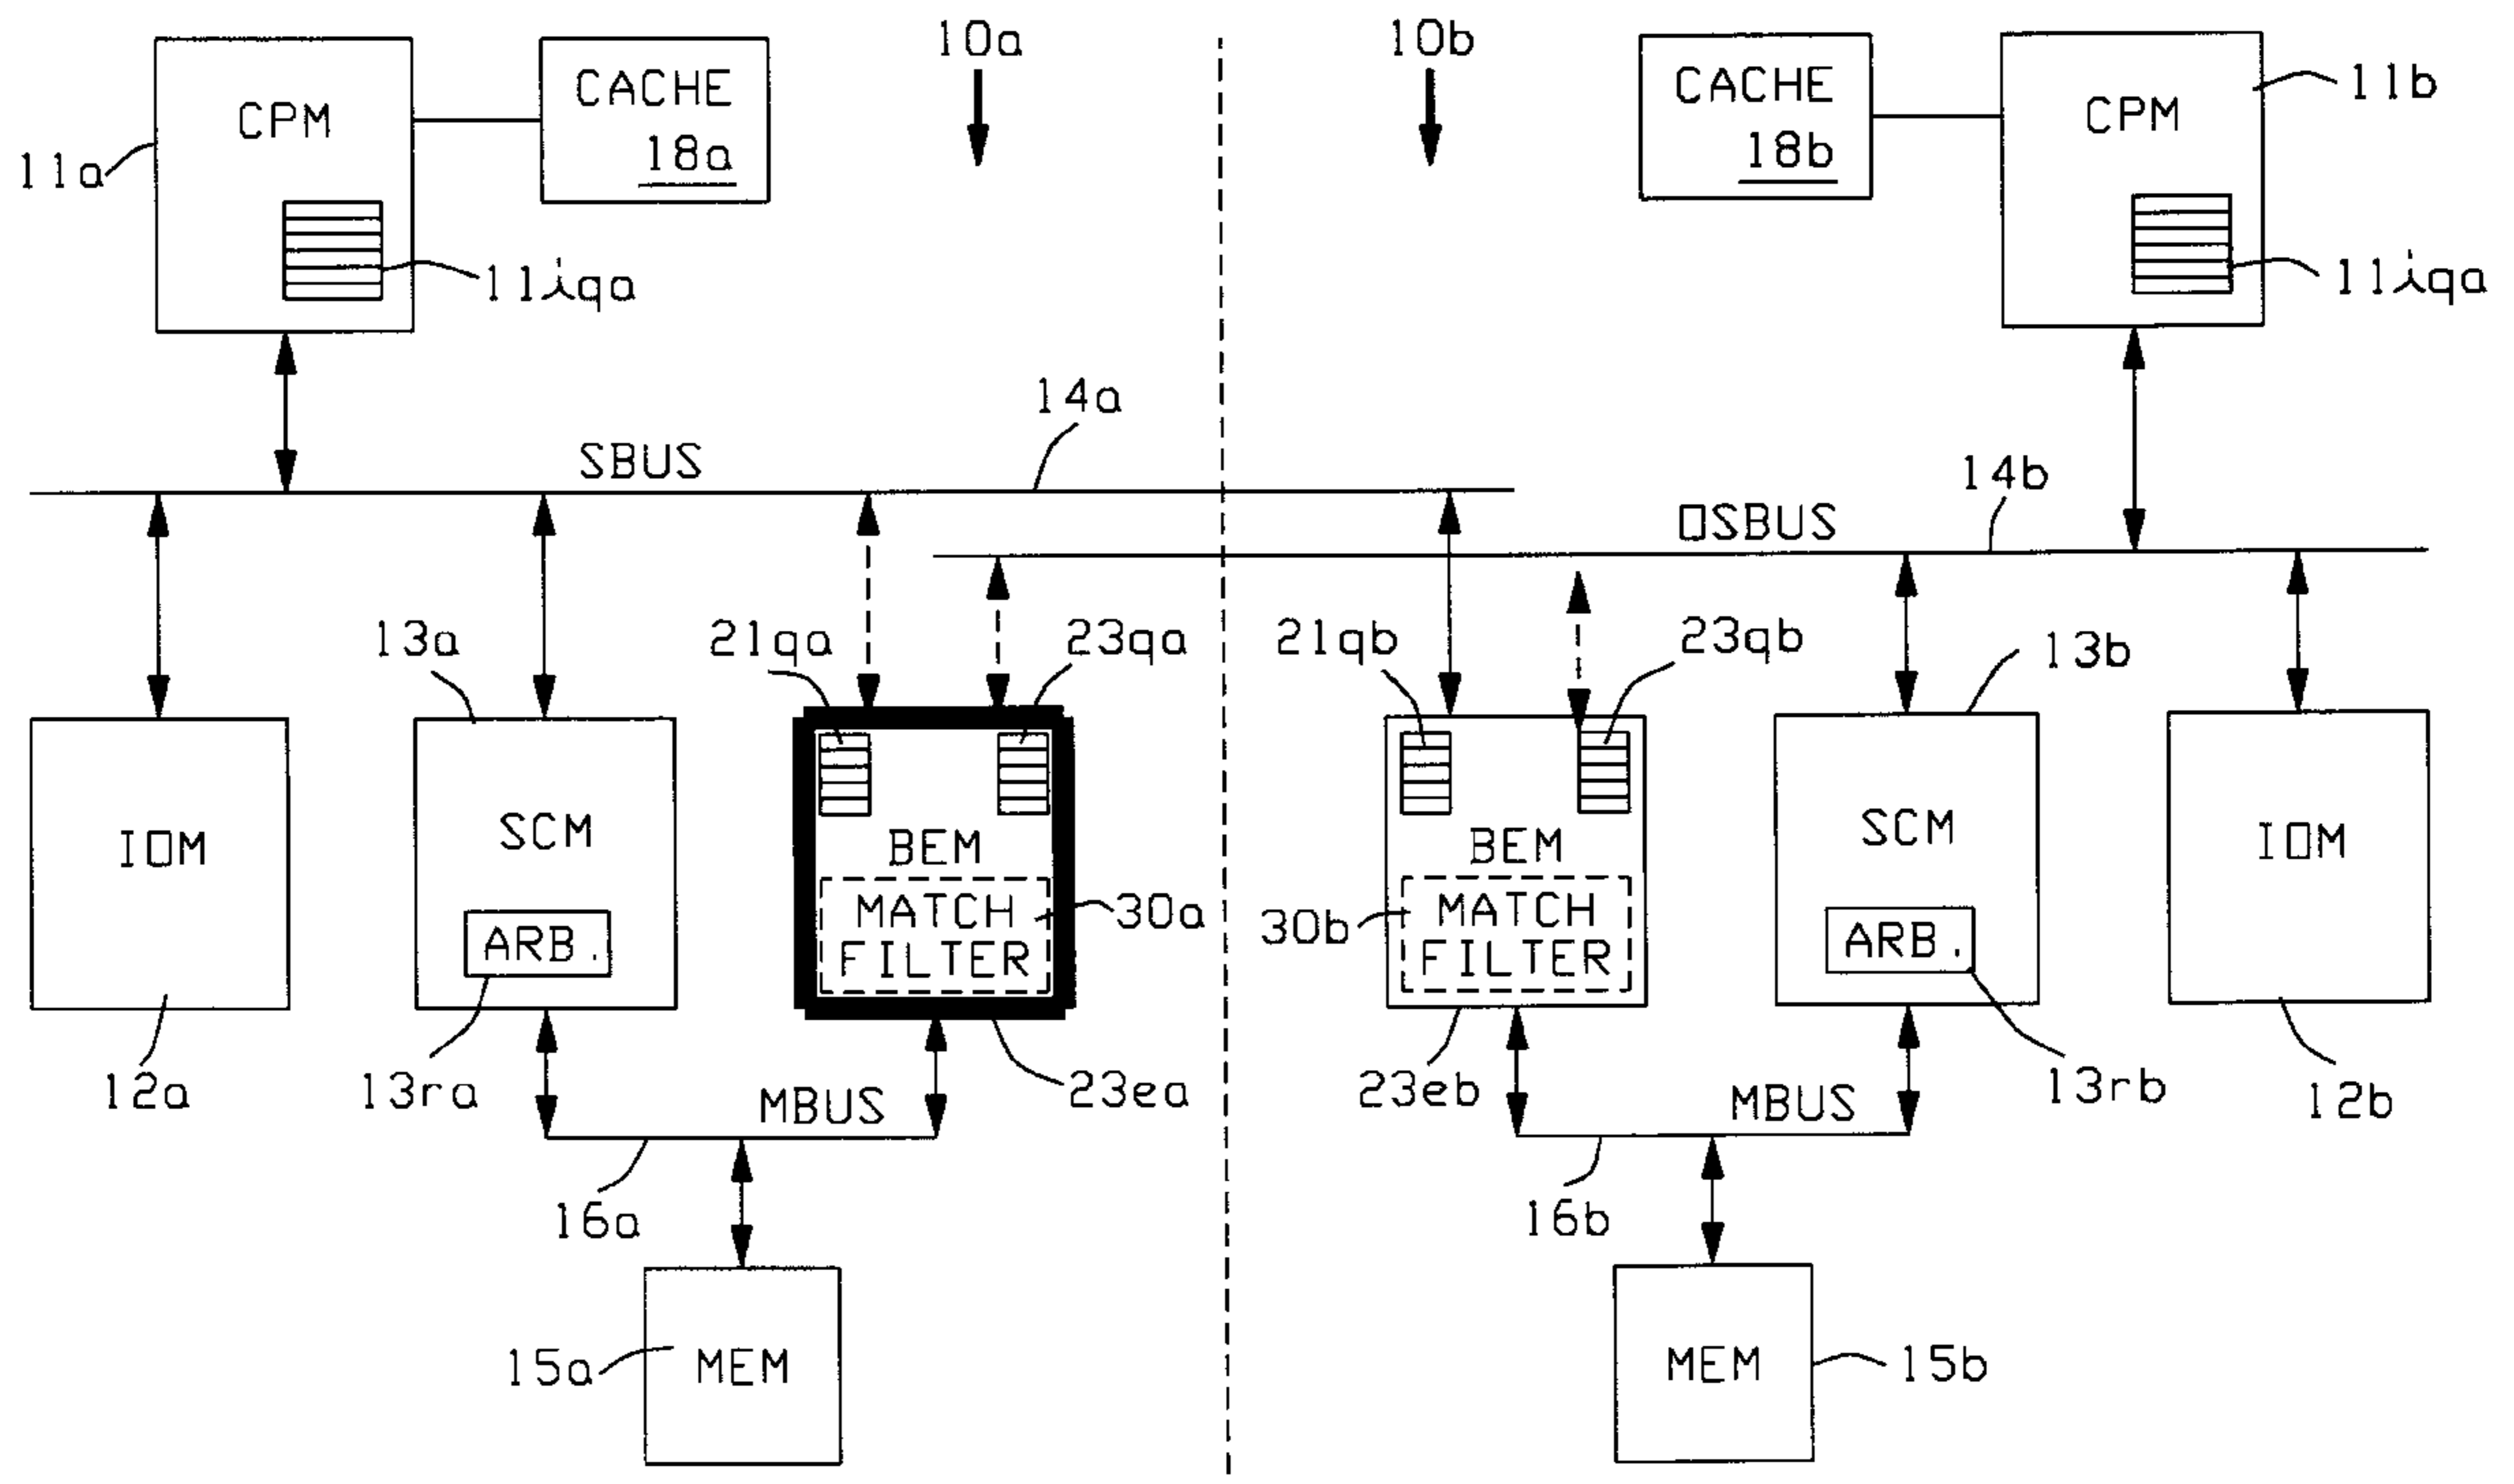 10a
10b
CPM
CACHE
18a
CACHE
18b
CPM
11b
11a
11iqa
11iqa
14a
SBUS
14b
OSBUS
13a
21qa
23qa
21qb
23qb
13b
IOM
SCM
BEM
BEM
SCM
IOM
ARB.
MATCH
FILTER
30a
30b
MATCH
FILTER
ARB.
12a
13ra
MBUS
23ea
23eb
MBUS
13rb
12b
16a
16b
15a
MEM
MEM
15b